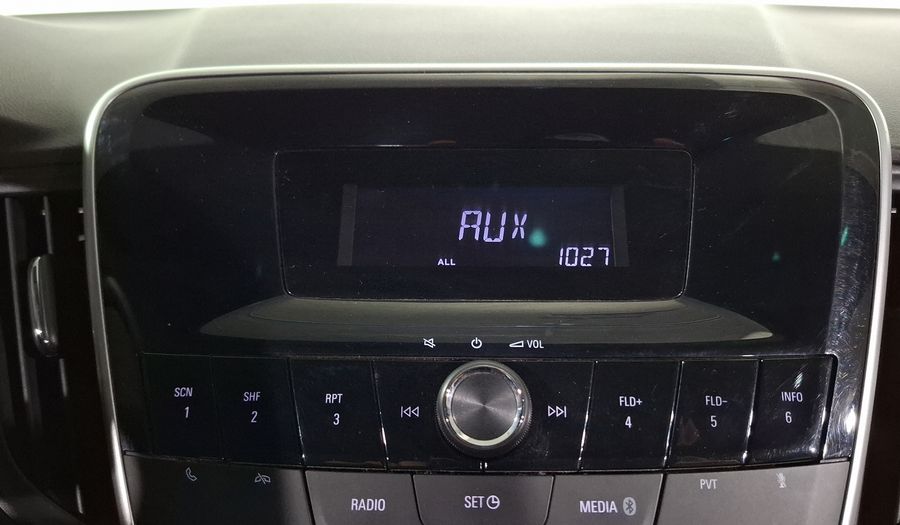 AUX
ALL 1027
VOL
SCN 1
SHF 2
RPT 3
FLD+ 4
FLD- 5
INFO 6
RADIO
SET
MEDIA
PVT